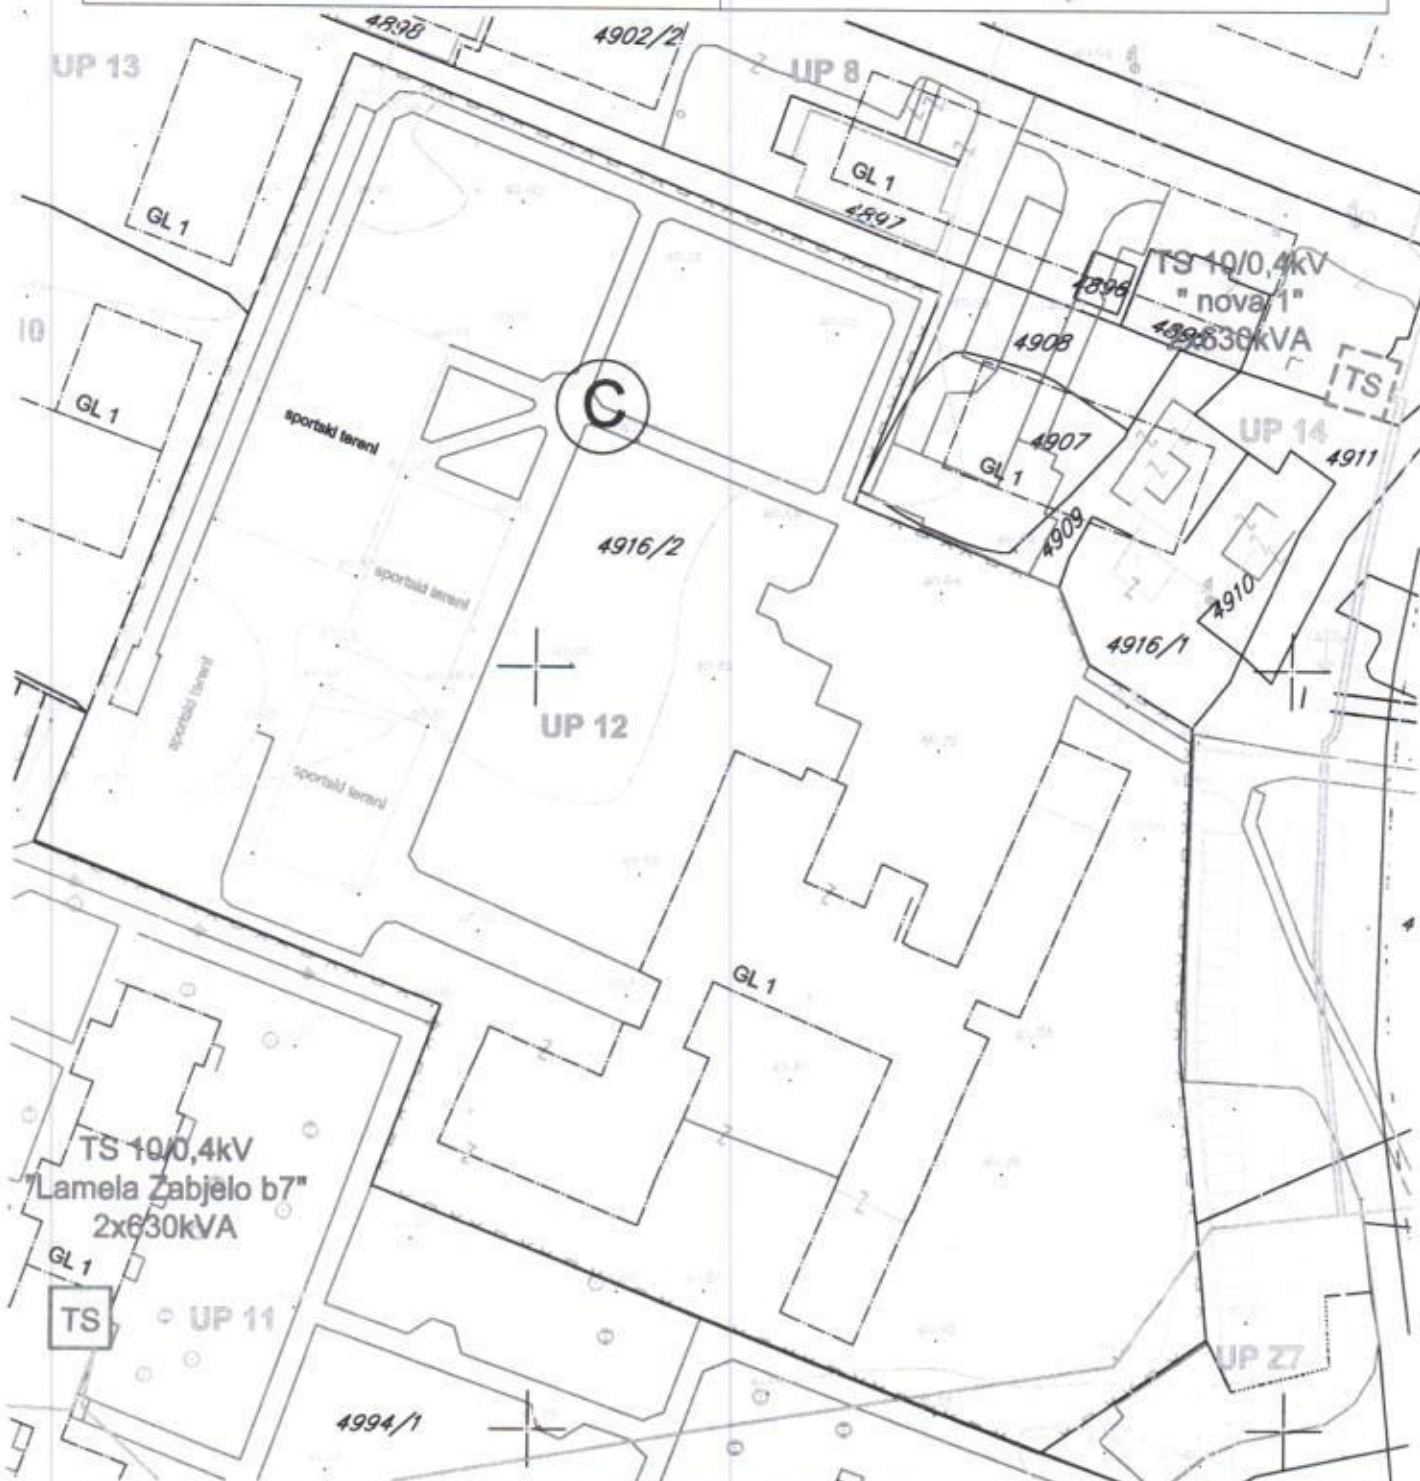 4898
4902/2
UP 13
UP 8
GL 1
4897
GL 1
TS 10/0,4kV
" nova 1"
2x630kVA
4896
4908
TS
10
GL 1
sportski tereni
C
4907
GL 1
UP 14
4911
4916/2
4909
sportski tereni
4910
4916/1
sportski tereni
UP 12
sportski tereni
GL 1
TS 10/0,4kV
"Lamela Zabjelo b7"
2x630kVA
GL 1
TS
UP 11
UP 27
4994/1
4